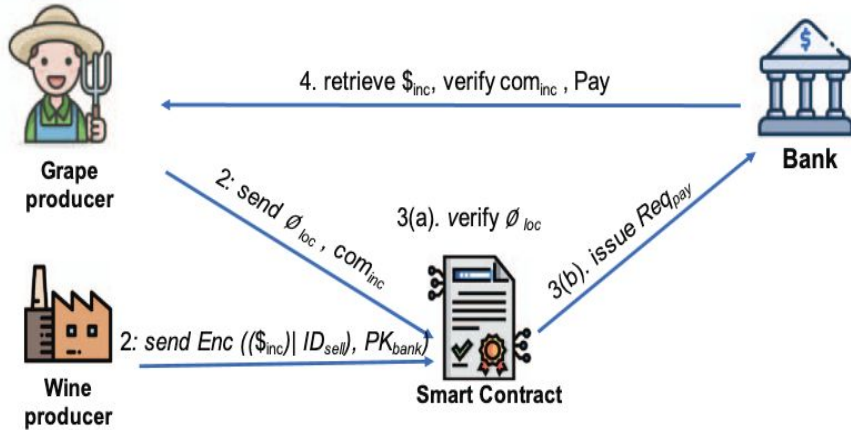 $
4. retrieve $inc, verify cominc , Pay
Grape
producer
Bank
2: send Ø loc , cominc
3(a). verify Ø loc
3(b). issue Reqpay
2: send Enc (($inc)| IDsell), PKbank)
Wine
producer
Smart Contract